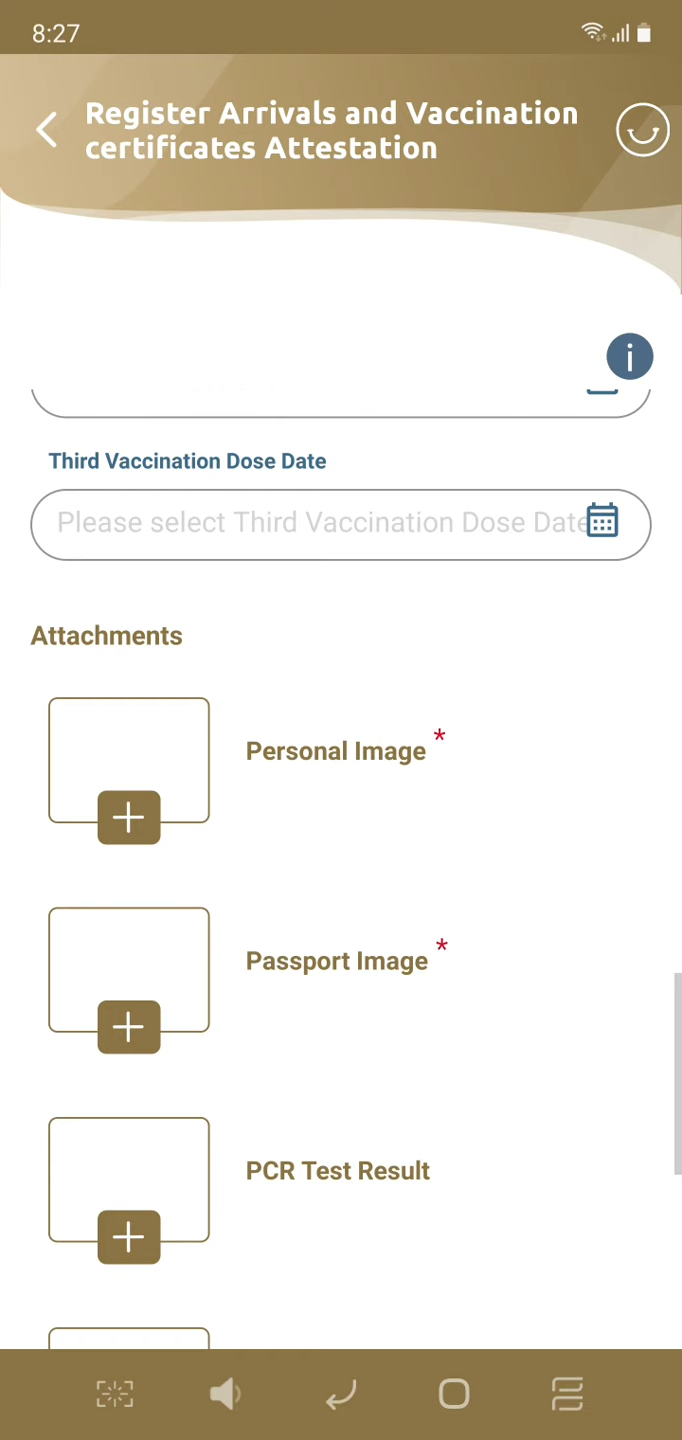 8:27
Register Arrivals and Vaccination
certificates Attestation
i
Third Vaccination Dose Date
Please select Third Vaccination Dose Date
Attachments
Personal Image *
Passport Image *
PCR Test Result